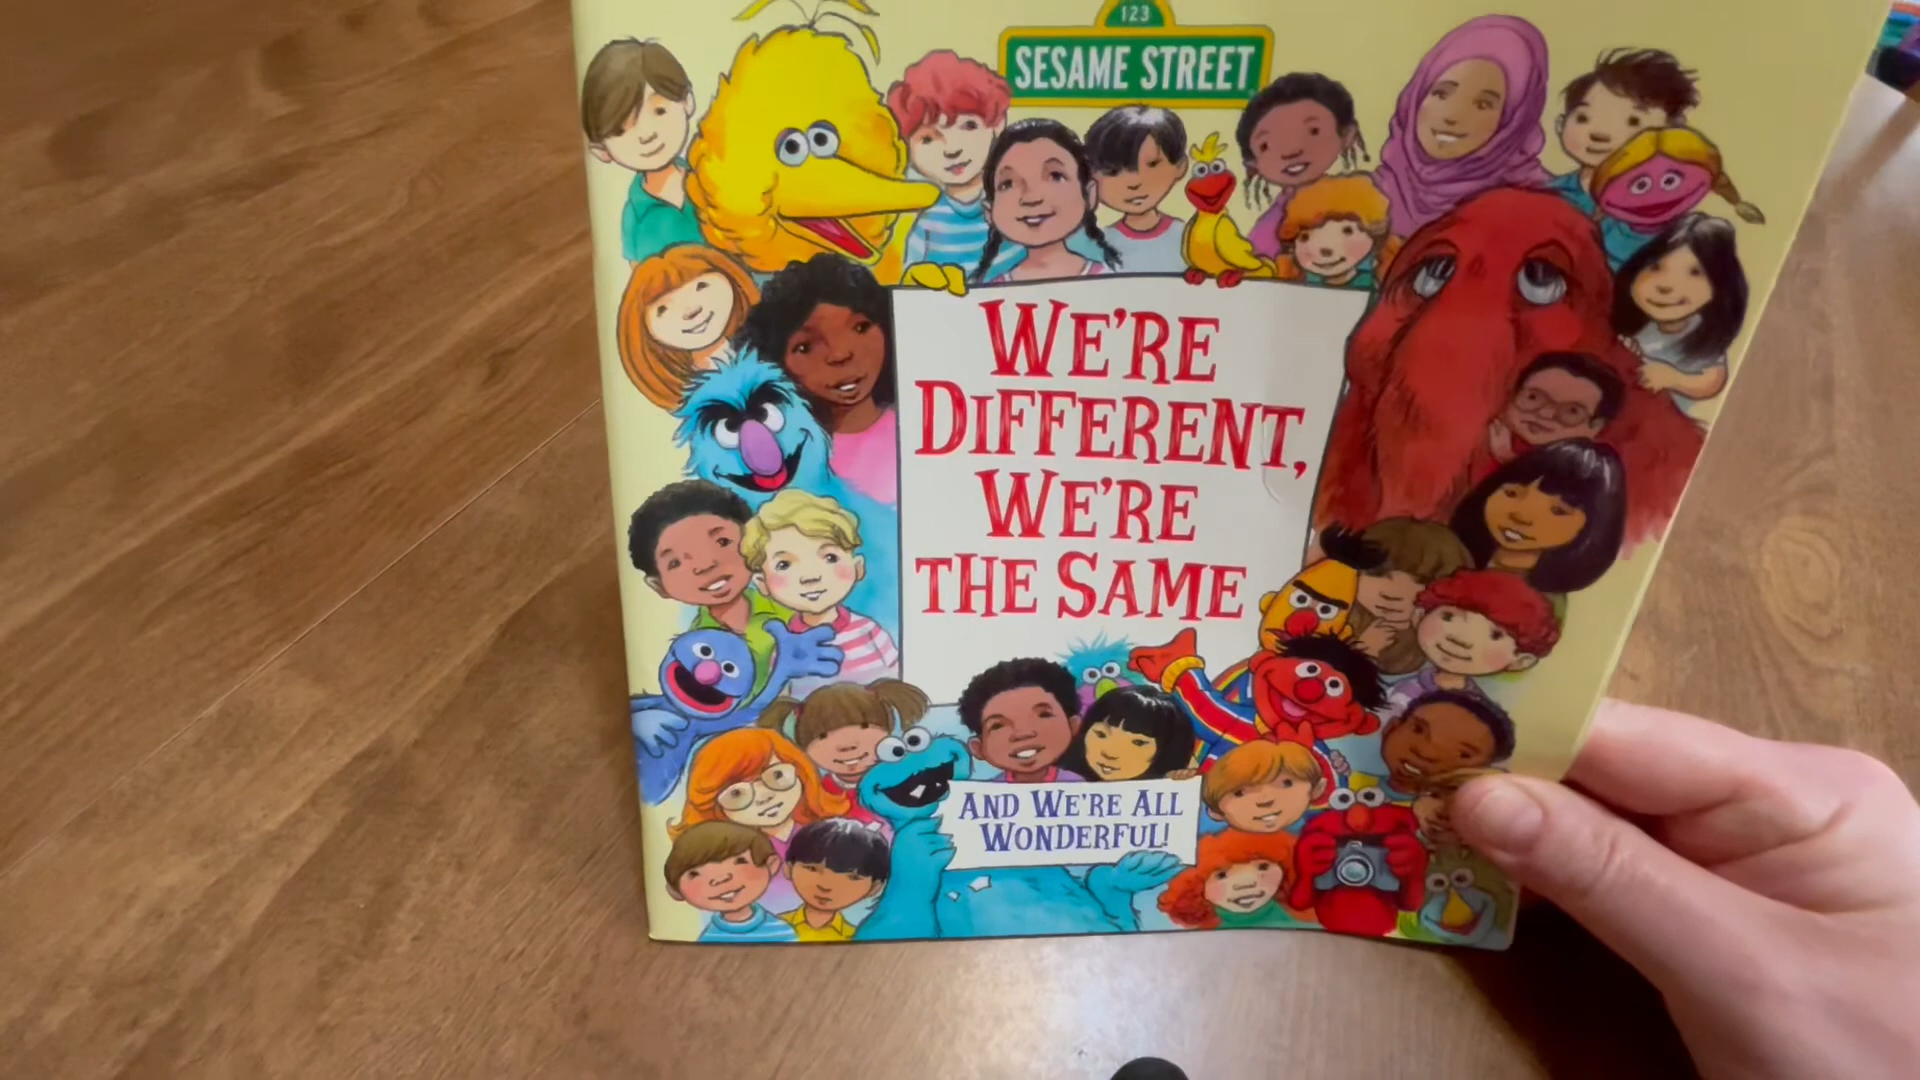 123
SESAME STREET
WE'RE
DIFFERENT,
WE'RE
THE SAME
AND WE'RE ALL
WONDERFUL!